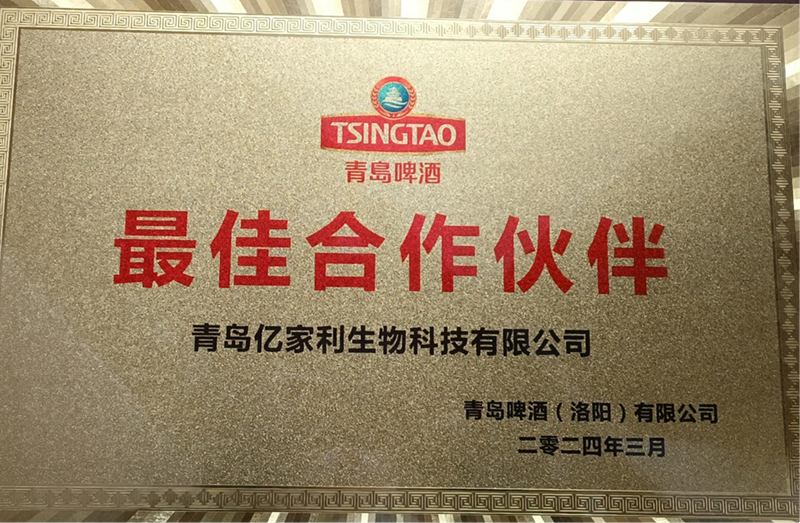 TSINGTAO
青島啤酒
最佳合作伙伴
青岛亿家利生物科技有限公司
青岛啤酒（洛阳）有限公司
二零二四年三月